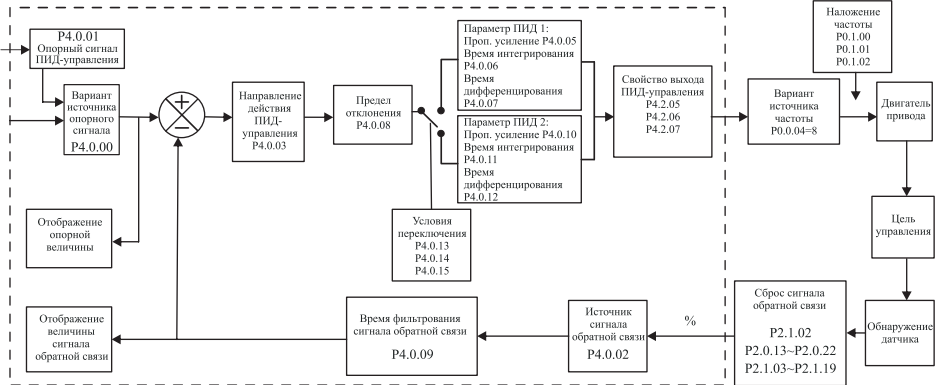 P4.0.01
Опорный сигнал
ПИД-управления
Вариант
источника
опорного
сигнала
P4.0.00
Отображение
опорной
величины
Направление
действия
ПИД-
управления
P4.0.03
Предел
отклонения
P4.0.08
Параметр ПИД 1:
Проп. усиление P4.0.05
Время интегрирования
P4.0.06
Время
дифференцирования
P4.0.07
Параметр ПИД 2:
Проп. усиление P4.0.10
Время интегрирования
P4.0.11
Время
дифференцирования
P4.0.12
Условия
переключения
P4.0.13
P4.0.14
P4.0.15
Свойство выхода
ПИД-управления
P4.2.05
P4.2.06
P4.2.07
Наложение
частоты
P0.1.00
P0.1.01
P0.1.02
Вариант
источника
частоты
P0.0.04=8
Двигатель
привода
Цель
управления
Обнаружение
датчика
Сброс сигнала
обратной связи
P2.1.02
P2.0.13~P2.0.22
P2.1.03~P2.1.19
%
Источник
сигнала
обратной связи
P4.0.02
Время фильтрования
сигнала обратной связи
P4.0.09
Отображение
величины
сигнала
обратной связи